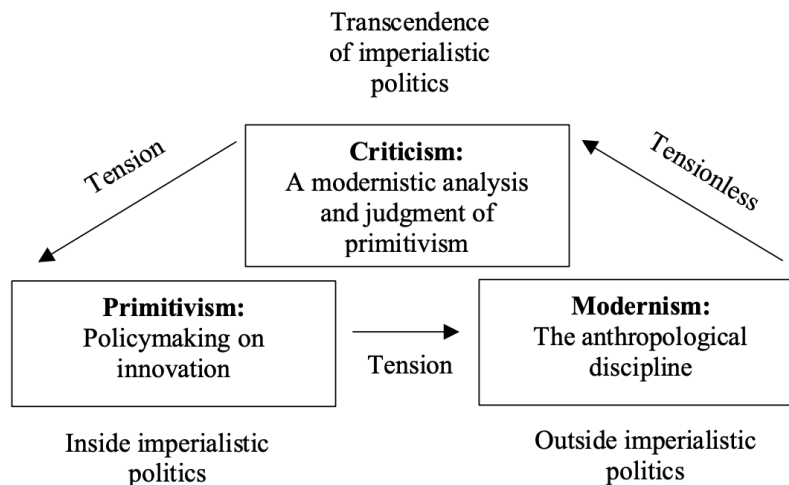 Transcendence
of imperialistic
politics
Tension
Criticism:
A modernistic analysis
and judgment of
primitivism
Tensionless
Primitivism:
Policymaking on
innovation
Tension
Modernism:
The anthropological
discipline
Inside imperialistic
politics
Outside imperialistic
politics